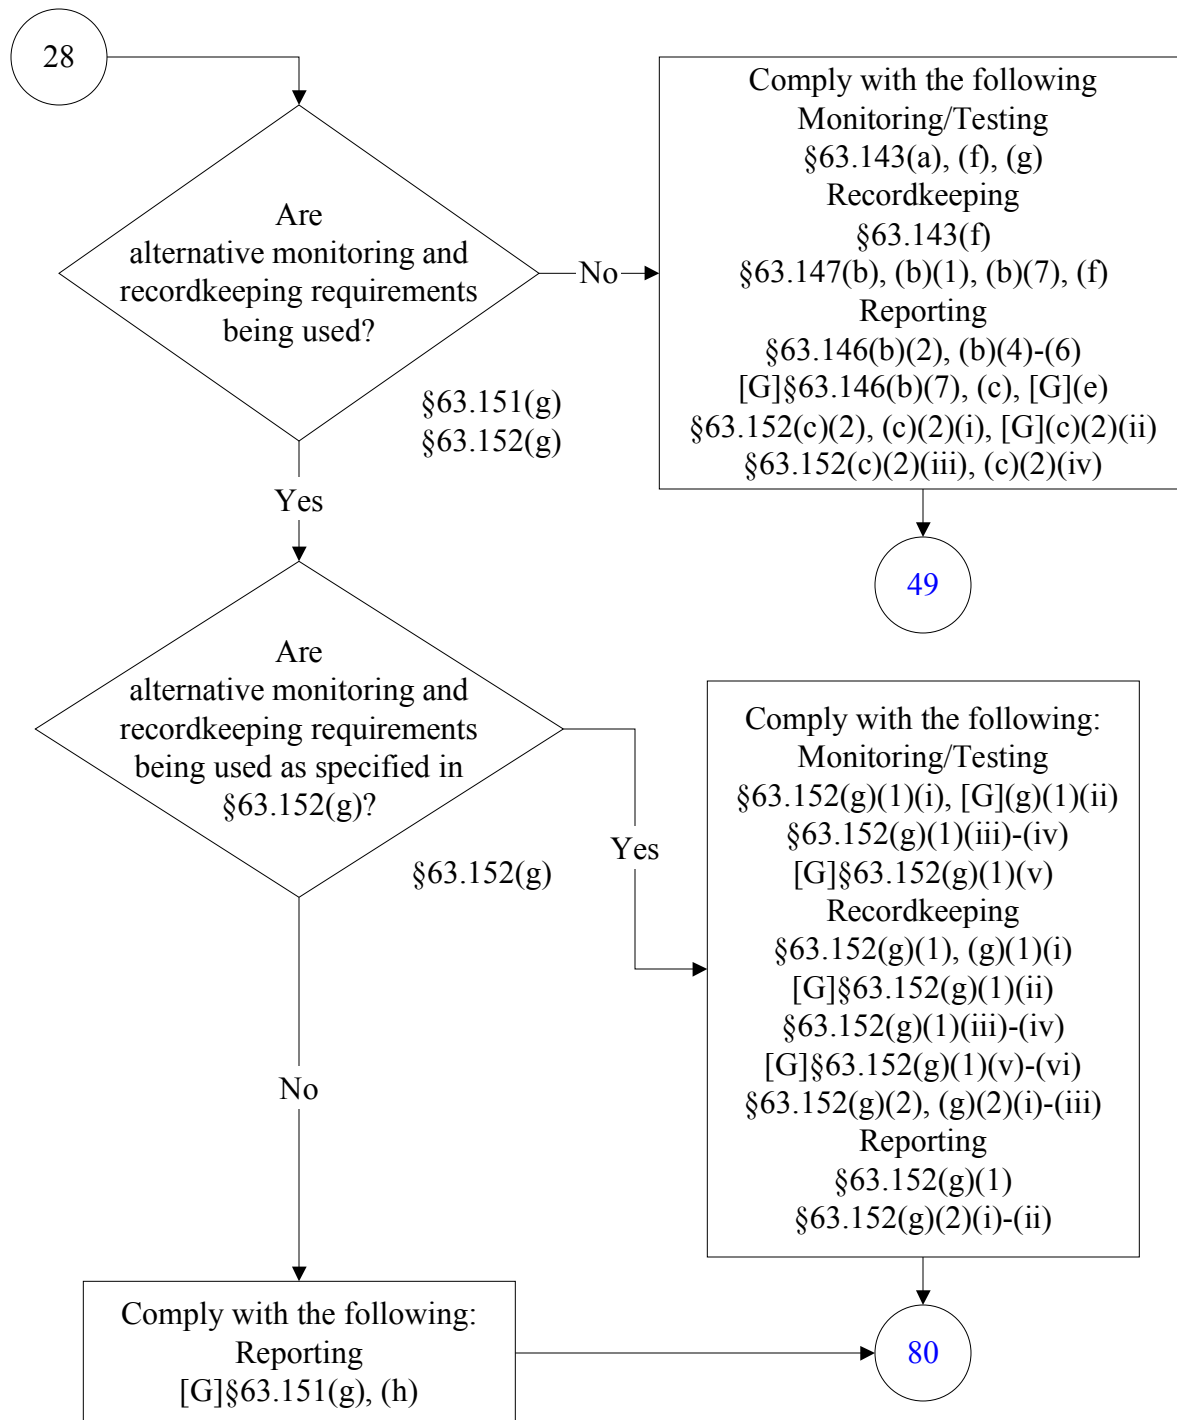 28
Are
alternative monitoring and
recordkeeping requirements
being used?
§63.151(g)
§63.152(g)
No
Yes
Comply with the following
Monitoring/Testing
§63.143(a), (f), (g)
Recordkeeping
§63.143(f)
§63.147(b), (b)(1), (b)(7), (f)
Reporting
§63.146(b)(2), (b)(4)-(6)
[G]§63.146(b)(7), (c), [G](e)
§63.152(c)(2), (c)(2)(i), [G](c)(2)(ii)
§63.152(c)(2)(iii), (c)(2)(iv)
49
Are
alternative monitoring and
recordkeeping requirements
being used as specified in
§63.152(g)?
§63.152(g)
Yes
No
Comply with the following:
Monitoring/Testing
§63.152(g)(1)(i), [G](g)(1)(ii)
§63.152(g)(1)(iii)-(iv)
[G]§63.152(g)(1)(v)
Recordkeeping
§63.152(g)(1), (g)(1)(i)
[G]§63.152(g)(1)(ii)
§63.152(g)(1)(iii)-(iv)
[G]§63.152(g)(1)(v)-(vi)
§63.152(g)(2), (g)(2)(i)-(iii)
Reporting
§63.152(g)(1)
§63.152(g)(2)(i)-(ii)
Comply with the following:
Reporting
[G]§63.151(g), (h)
80